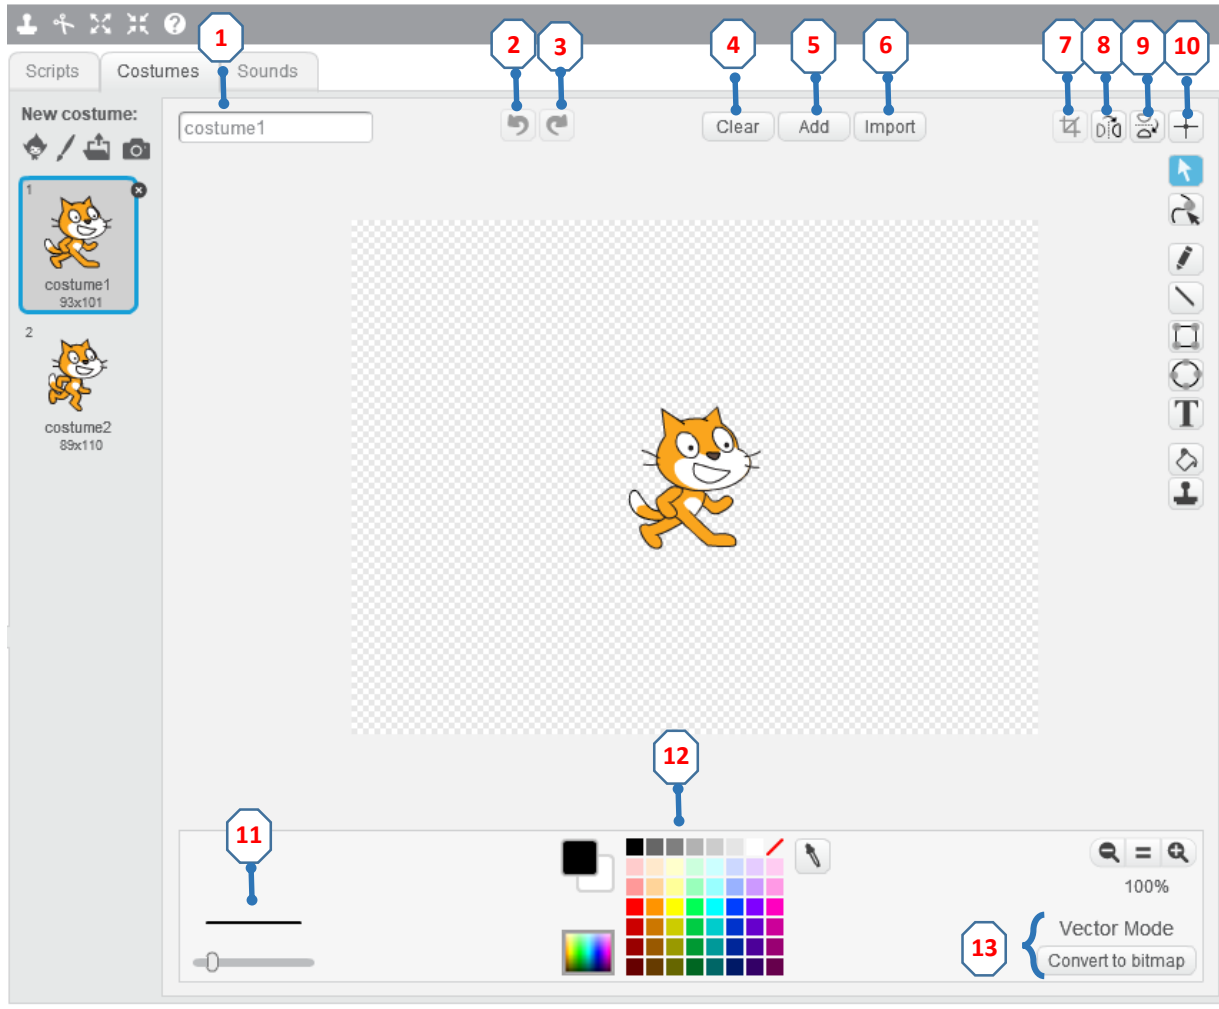 1
2
3
4
5
6
7
8
9
10
Scripts
Costumes
Sounds
New costume:
costume1
Clear
Add
Import
1
costume1
93x101
2
costume2
89x110
T
12
11
100%
13
Vector Mode
Convert to bitmap